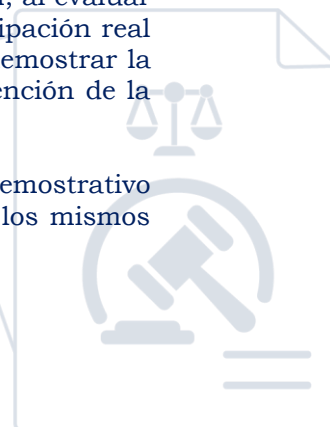 al evaluar
ipación real
emostrar la
ención de la
emostrativo
los mismos